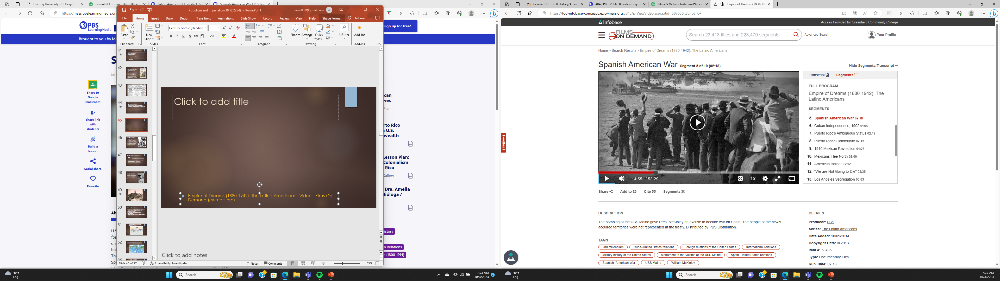 Herzing University - HULogin
Greenfield Community College
Latino Americans | Episode 1: Fo
Spanish-American War | PBS Lea
https://mass.pbslearningmedia.org
PBS
LearningMedia
Sign up for free!
Brought to you by Ma
S
Share to
Google
Classroom
Share link
with
students
Build a
lesson
Social share
Favorite
Ab
U.S
for
dis
bal
The
Spa
can
ves
Plan
rto Rico
a U.S.
wealth
Lesson Plan:
Colonialism
Rico
Gallery
Dra. Amelia
Bióloga /
istory
n Relations
e (1800-1914)
Populism and Imperialism 10.12.22 (4) - PowerPoint
aarne001@gmail.com
A
File
Home
Insert
Draw
Design
Transitions
Animations
Slide Show
Record
Review
View
Help
Shape Format
Tell me
Paste
New
Slide
Century Gothic (Headings)
19
Shapes
Arrange
Quick
Styles
Editing
Add-ins
Clipboard
Slides
Font
Paragraph
Drawing
Add-ins
41
42
43
44
45
46
47
48
49
50
51
52
53
Click to add title
Empire of Dreams (1880-1942): The Latino Americans - Video - Films On
Demand (cwmars.org)
Click to add notes
Slide 45 of 97
Accessibility: Investigate
Notes
Comments
65%
49°F
Fog
Search
7:22 AM
10/3/2023
2
Course: HIS 106 B History/Amer
404 | PBS: Public Broadcasting Se
Films & Video - Nahman-Watson
Empire of Dreams (1880-19
https://fod-infobase-com.ezgc.ez.cwmars.org:3843/p_ViewVideo.aspx?xtid=58765&tScript=0#
Infobase
Access Provided by Greenfield Community College
FILMS
ON DEMAND
Search 23,413 titles and 223,470 segments
Advanced Search
Your Profile
Home > Search Results > Empire of Dreams (1880-1942): The Latino Americans
Spanish American War Segment 5 of 19 (02:18)
Hide Segments/Transcript
Transcript
Segments
FULL PROGRAM
Empire of Dreams (1880-1942): The
Latino Americans
SEGMENTS
5. Spanish American War 02:18
6. Cuban Independence, 1902 01:02
7. Puerto Rico's Ambiguous Status 02:19
8. Puerto Rican Community 02:12
9. 1910 Mexican Revolution 04:23
10. Mexicans Flee North 02:00
11. American Border 02:12
12. "We are Not Going to Die" 03:35
13. Los Angeles Segregation 03:03
14:55 / 53:29
CC
1x
Feedback
Share
Add to
Cite
Segments
DESCRIPTION
The bombing of the USS Maine gave Pres. McKinley an excuse to declare war on Spain. The people of the newly
acquired territories were not represented at the treaty. Distributed by PBS Distribution.
TAGS
2nd millennium
Cuba–United States relations
Foreign relations of the United States
International relations
Military history of the United States
Monument to the Victims of the USS Maine
Spain–United States relations
Spanish–American War
USS Maine
William McKinley
DETAILS
Producer: PBS
Series: The Latino Americans
Date Added: 10/09/2014
Copyright Date: © 2013
Item #: 58765
Type: Documentary Film
Run Time: 02:18
49°F
Fog
Search
7:22 AM
10/3/2023